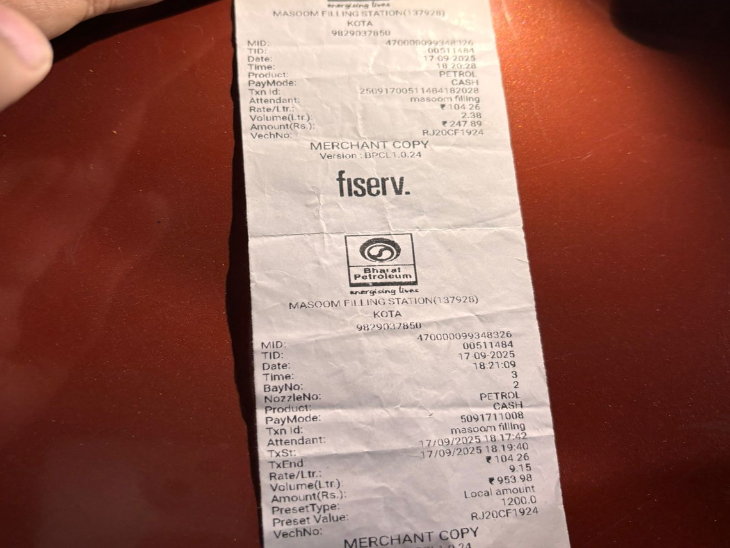 energising lives
MASOOM FILLING STATION(137928)
KOTA
9829037850
MID: 470000099348326
TID: 00511484
Date: 17-09-2025
Time: 18:20:28
Product: PETROL
PayMode: CASH
Txn id: 2509170051148418202​8
Attendant: masoom filling
Rate/Ltr.: ₹ 104.26
Volume(Ltr.): 2.38
Amount(Rs.): ₹ 247.89
VechNo: RJ20CF1924
MERCHANT COPY
Version : BPCL1.0.24
fiserv.
Bharat
Petroleum
energising lives
MASOOM FILLING STATION(137928)
KOTA
9829037850
MID: 470000099348326
TID: 00511484
Date: 17-09-2025
Time: 18:21:09
BayNo: 3
NozzleNo: 2
Product: PETROL
PayMode: CASH
Txn id: 5091711008
Attendant: masoom filling
TxSt: 17/09/2025 18:17:42
TxEnd 17/09/2025 18:19:40
Rate/Ltr.: ₹ 104.26
Volume(Ltr.) 9.15
Amount(Rs.): ₹ 953.98
PresetType: Local amount
Preset Value: 1200.0
VechNo: RJ20CF1924
MERCHANT COPY